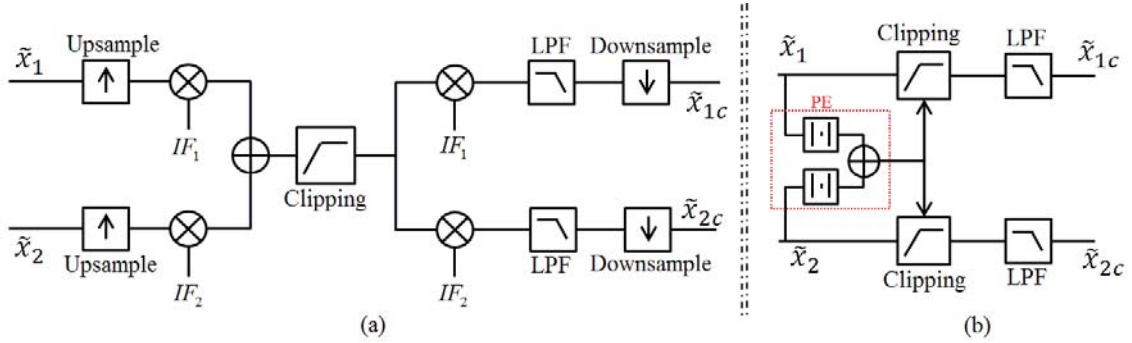 x̃₁
Upsample
IF₁
x̃₂
Upsample
IF₂
Clipping
IF₁
LPF
Downsample
x̃₁c
IF₂
LPF
x̃₂c
Downsample
(a)
x̃₁
Clipping
LPF
x̃₁c
PE
|·|
|·|
x̃₂
Clipping
LPF
x̃₂c
(b)